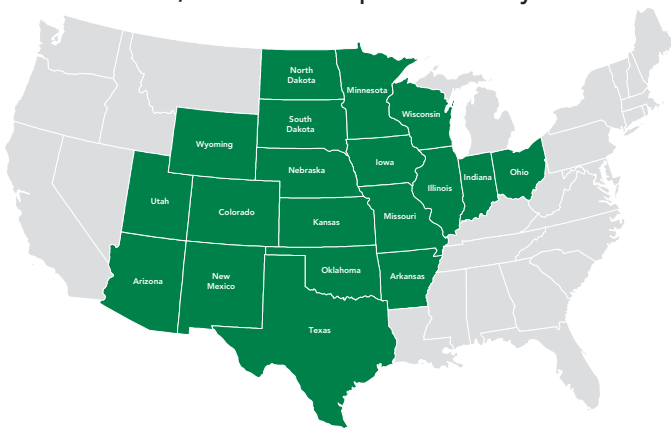 North
Dakota
Minnesota
Wisconsin
South
Dakota
Wyoming
Nebraska
Iowa
Illinois
Indiana
Ohio
Utah
Colorado
Kansas
Missouri
Arizona
New
Mexico
Oklahoma
Arkansas
Texas